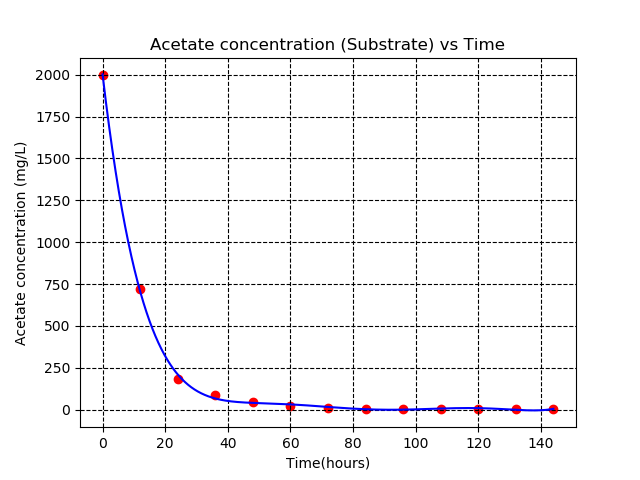 Acetate concentration (Substrate) vs Time
2000
1750
1500
1250
1000
750
500
250
0
Acetate concentration (mg/L)
0 20 40 60 80 100 120 140
Time(hours)